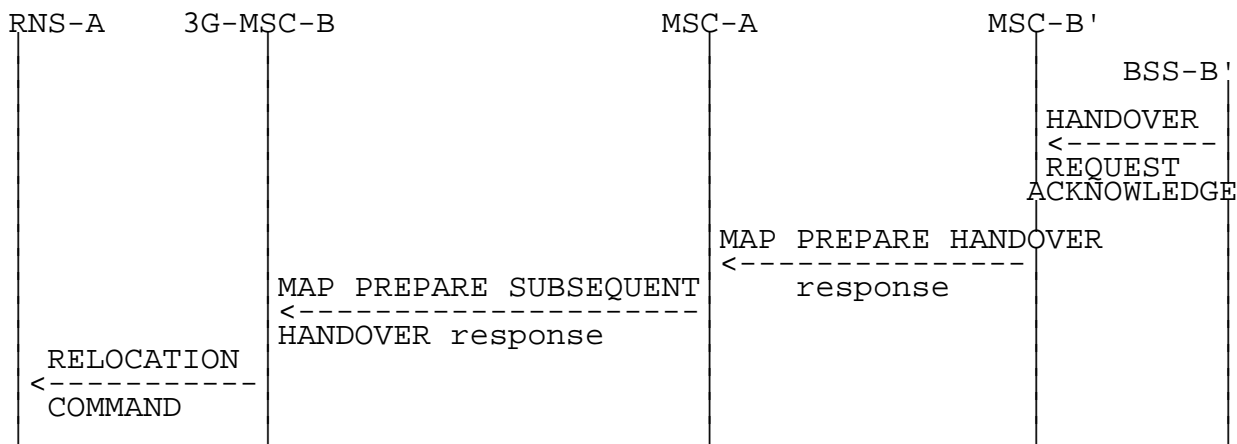 RNS-A 3G-MSC-B MSC-A MSC-B'
BSS-B'
HANDOVER
REQUEST
ACKNOWLEDGE
MAP PREPARE HANDOVER
response
MAP PREPARE SUBSEQUENT
HANDOVER response
RELOCATION
COMMAND